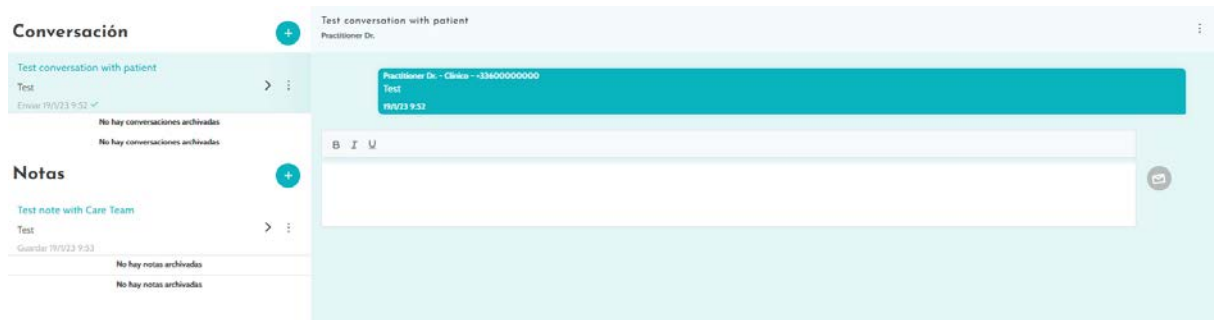 Conversación
Test conversation with patient
Test
Enviar 19/1/23 9:52
No hay conversaciones archivadas
No hay conversaciones archivadas
Notas
Test note with Care Team
Test
Guardar 19/1/23 9:53
No hay notas archivadas
No hay notas archivadas
Test conversation with patient
Practitioner Dr.
Practitioner Dr. - Clínico - +33600000000
Test
19/1/23 9:52
B I U